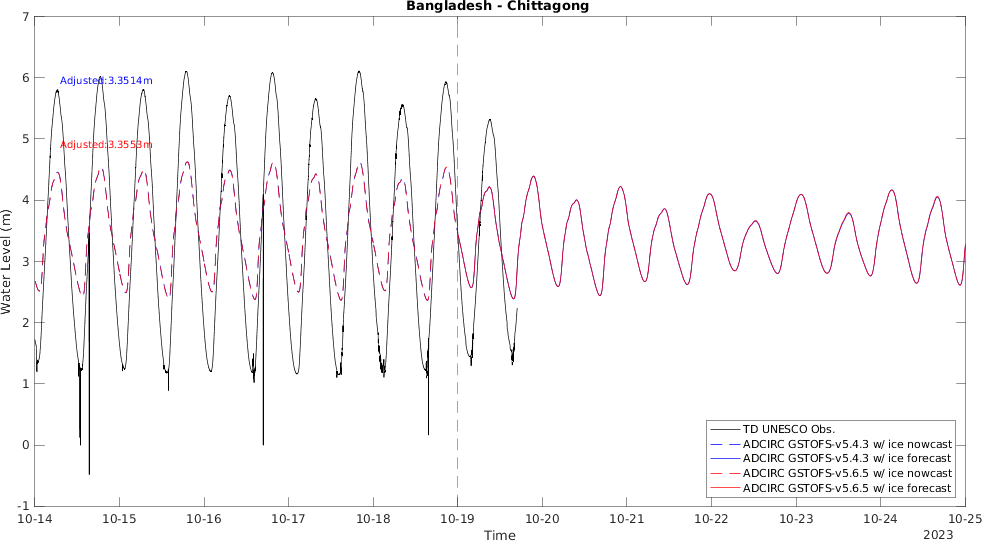 Bangladesh - Chittagong
7
6
5
4
3
2
1
0
-1
Water Level (m)
Adjusted:3.3514m
Adjusted:3.3553m
TD UNESCO Obs.
ADCIRC GSTOFS-v5.4.3 w/ ice nowcast
ADCIRC GSTOFS-v5.4.3 w/ ice forecast
ADCIRC GSTOFS-v5.6.5 w/ ice nowcast
ADCIRC GSTOFS-v5.6.5 w/ ice forecast
10-14 10-15 10-16 10-17 10-18 10-19 10-20 10-21 10-22 10-23 10-24 10-25
Time
2023